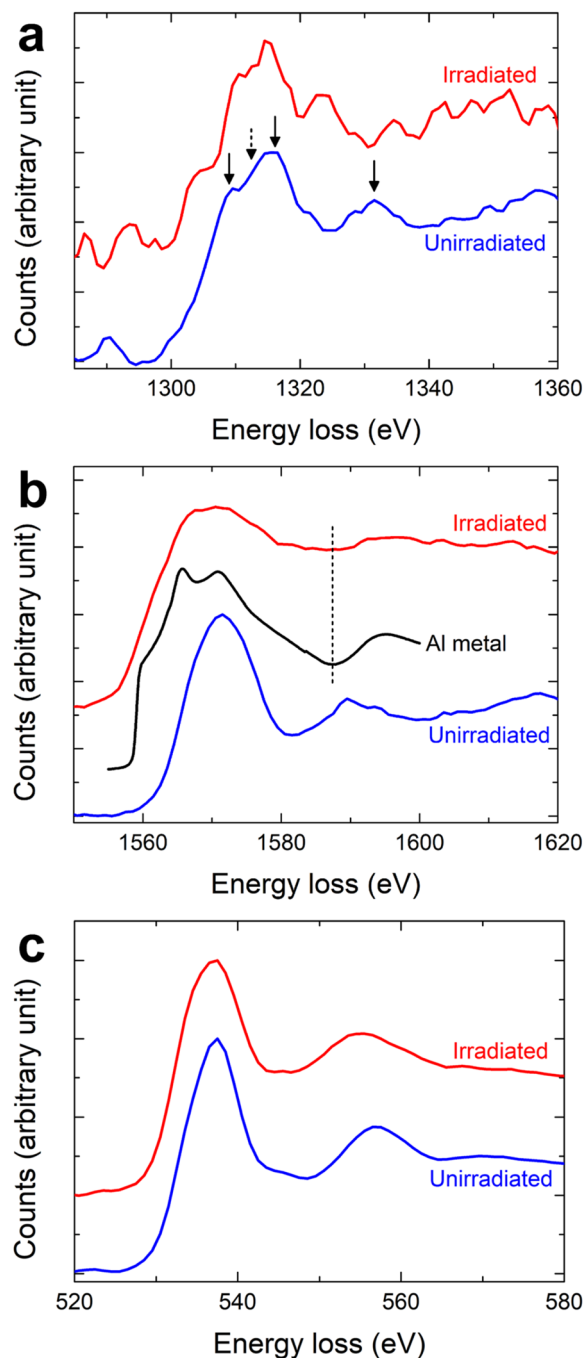 a
Irradiated
Unirradiated
Counts (arbitrary unit)
1300 1320 1340 1360
Energy loss (eV)
b
Irradiated
Al metal
Unirradiated
Counts (arbitrary unit)
1560 1580 1600 1620
Energy loss (eV)
c
Irradiated
Unirradiated
Counts (arbitrary unit)
520 540 560 580
Energy loss (eV)